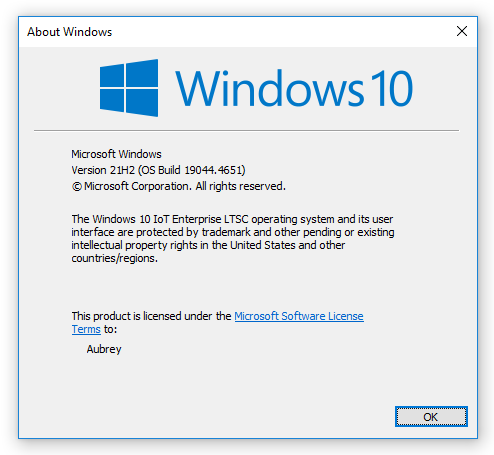 About Windows
Windows 10
Microsoft Windows
Version 21H2 (OS Build 19044.4651)
© Microsoft Corporation. All rights reserved.
The Windows 10 IoT Enterprise LTSC operating system and its user
interface are protected by trademark and other pending or existing
intellectual property rights in the United States and other
countries/regions.
This product is licensed under the Microsoft Software License
Terms to:
Aubrey
OK